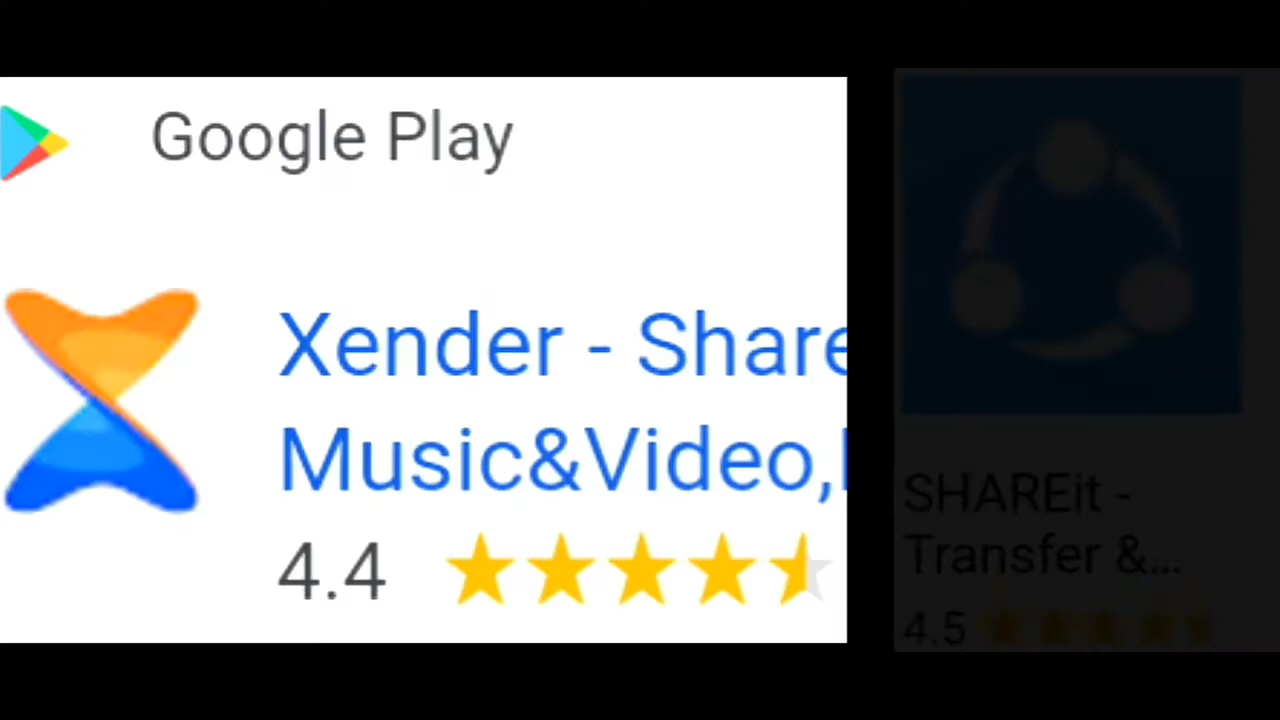 Google Play
Xender - Share
Music&Video,
4.4
SHAREit -
Transfer &...
4.5